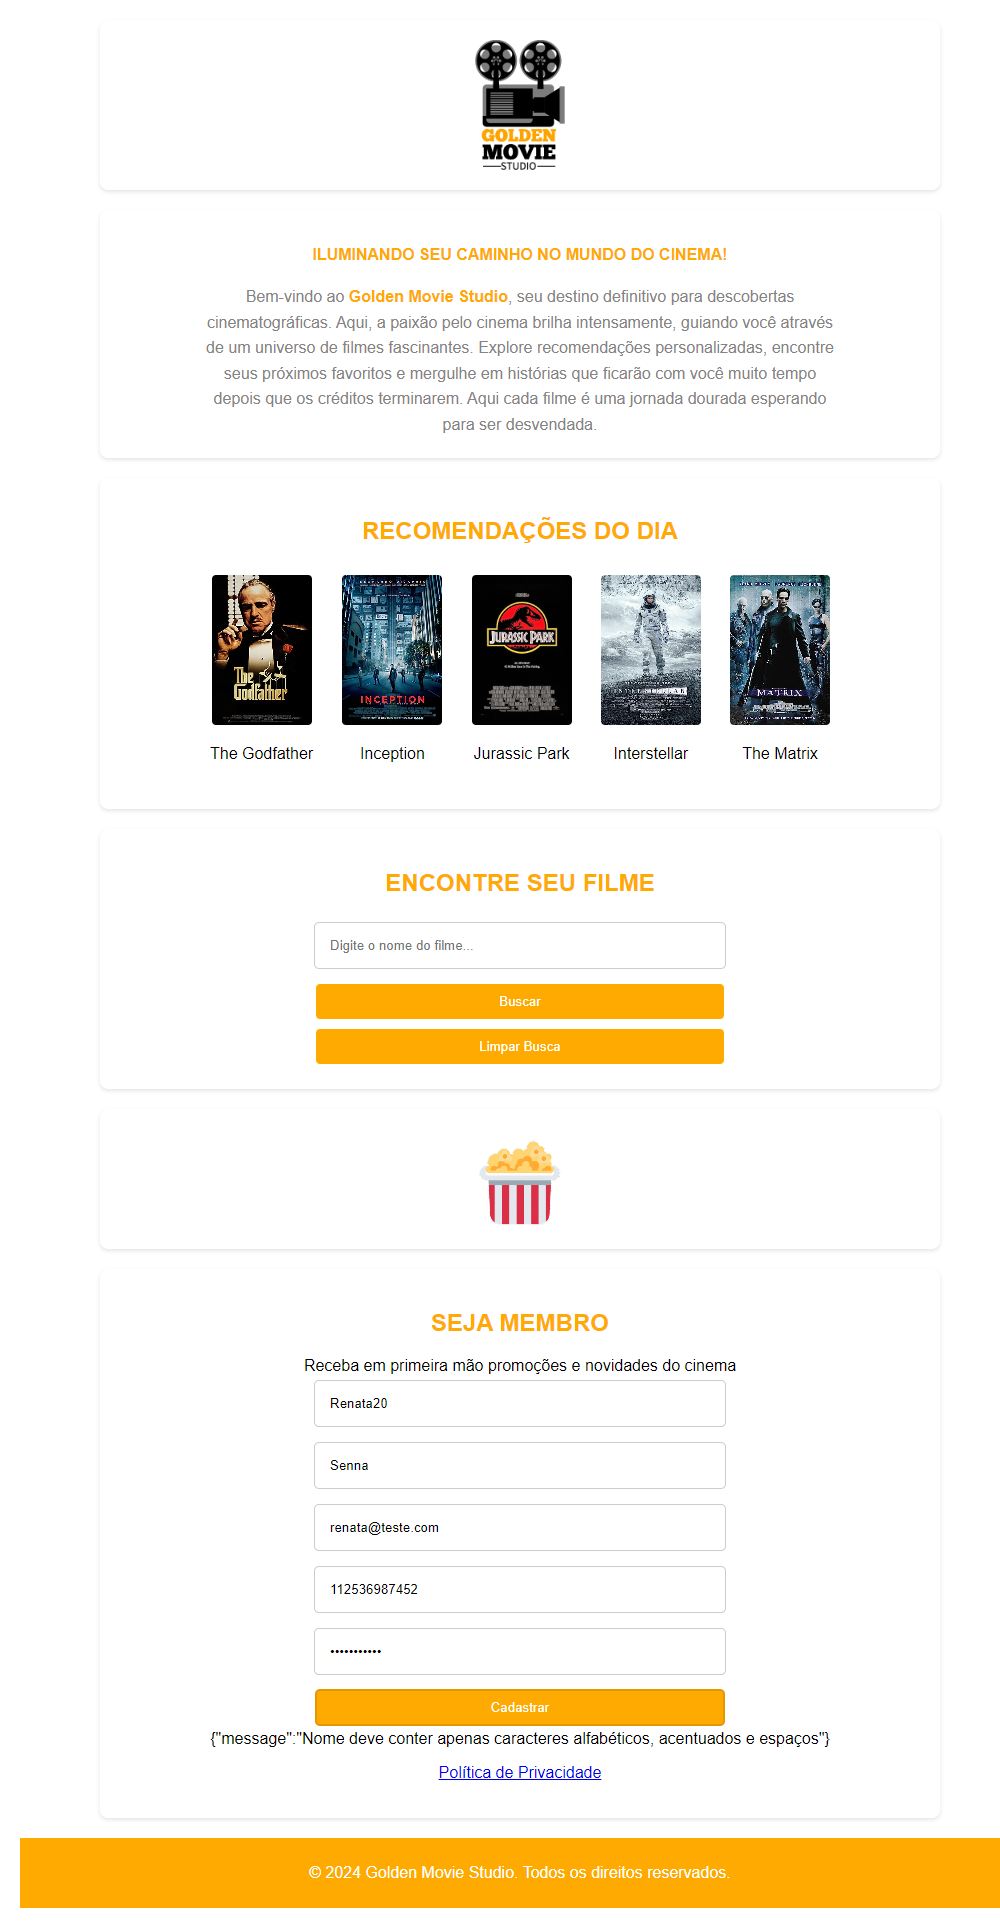 GOLDEN
MOVIE
STUDIO
ILUMINANDO SEU CAMINHO NO MUNDO DO CINEMA!
Bem-vindo ao Golden Movie Studio, seu destino definitivo para descobertas
cinematográficas. Aqui, a paixão pelo cinema brilha intensamente, guiando você através
de um universo de filmes fascinantes. Explore recomendações personalizadas, encontre
seus próximos favoritos e mergulhe em histórias que ficarão com você muito tempo
depois que os créditos terminarem. Aqui cada filme é uma jornada dourada esperando
para ser desvendada.
RECOMENDAÇÕES DO DIA
The Godfather
INCEPTION
JURASSIC PARK
INTERSTELLAR
MATRIX
The Godfather
Inception
Jurassic Park
Interstellar
The Matrix
ENCONTRE SEU FILME
Digite o nome do filme...
Buscar
Limpar Busca
SEJA MEMBRO
Receba em primeira mão promoções e novidades do cinema
Renata20
Senna
renata@teste.com
112536987452
•••••••••••
Cadastrar
{"message":"Nome deve conter apenas caracteres alfabéticos, acentuados e espaços"}
Política de Privacidade
© 2024 Golden Movie Studio. Todos os direitos reservados.